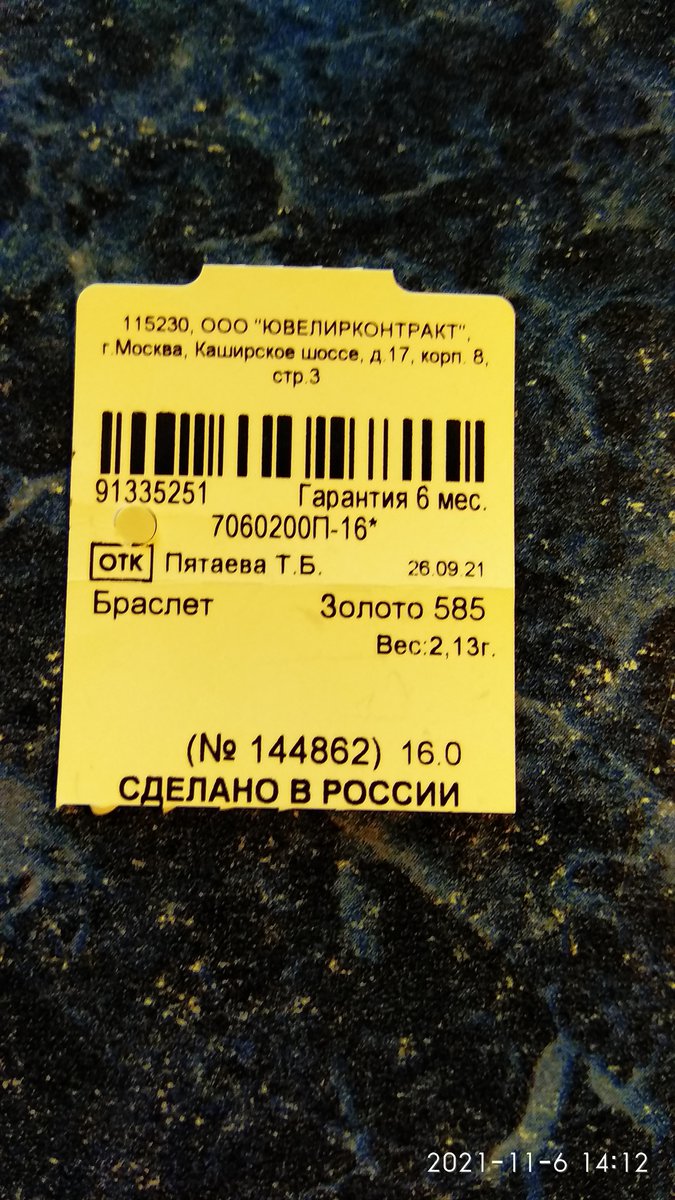 115230, ООО "ЮВЕЛИРКОНТРАКТ",
г.Москва, Каширское шоссе, д.17, корп. 8,
стр.3
91335251 Гарантия 6 мес.
7060200П-16*
ОТК Пятаева Т.Б. 26.09.21
Браслет Золото 585
Вес:2,13г.
(№ 144862) 16.0
СДЕЛАНО В РОССИИ
2021-11-6 14:12